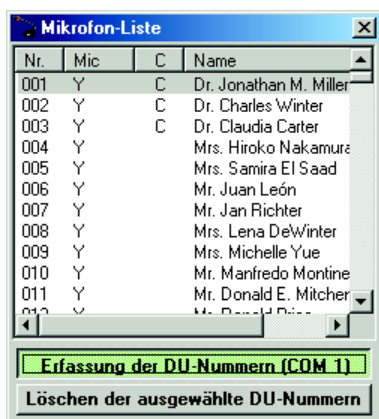 Mikrofon-Liste
Nr. Mic C Name
001 Y C Dr. Jonathan M. Miller
002 Y C Dr. Charles Winter
003 Y C Dr. Claudia Carter
004 Y Mrs. Hiroko Nakamura
005 Y Mrs. Samira El Saad
006 Y Mr. Juan León
007 Y Mr. Jan Richter
008 Y Mrs. Lena DeWinter
009 Y Mrs. Michelle Yue
010 Y Mr. Manfredo Montine
011 Y Mr. Donald E. Mitcher
012 Y Mr.
Erfassung der DU-Nummern (COM 1)
Löschen der ausgewählte DU-Nummern